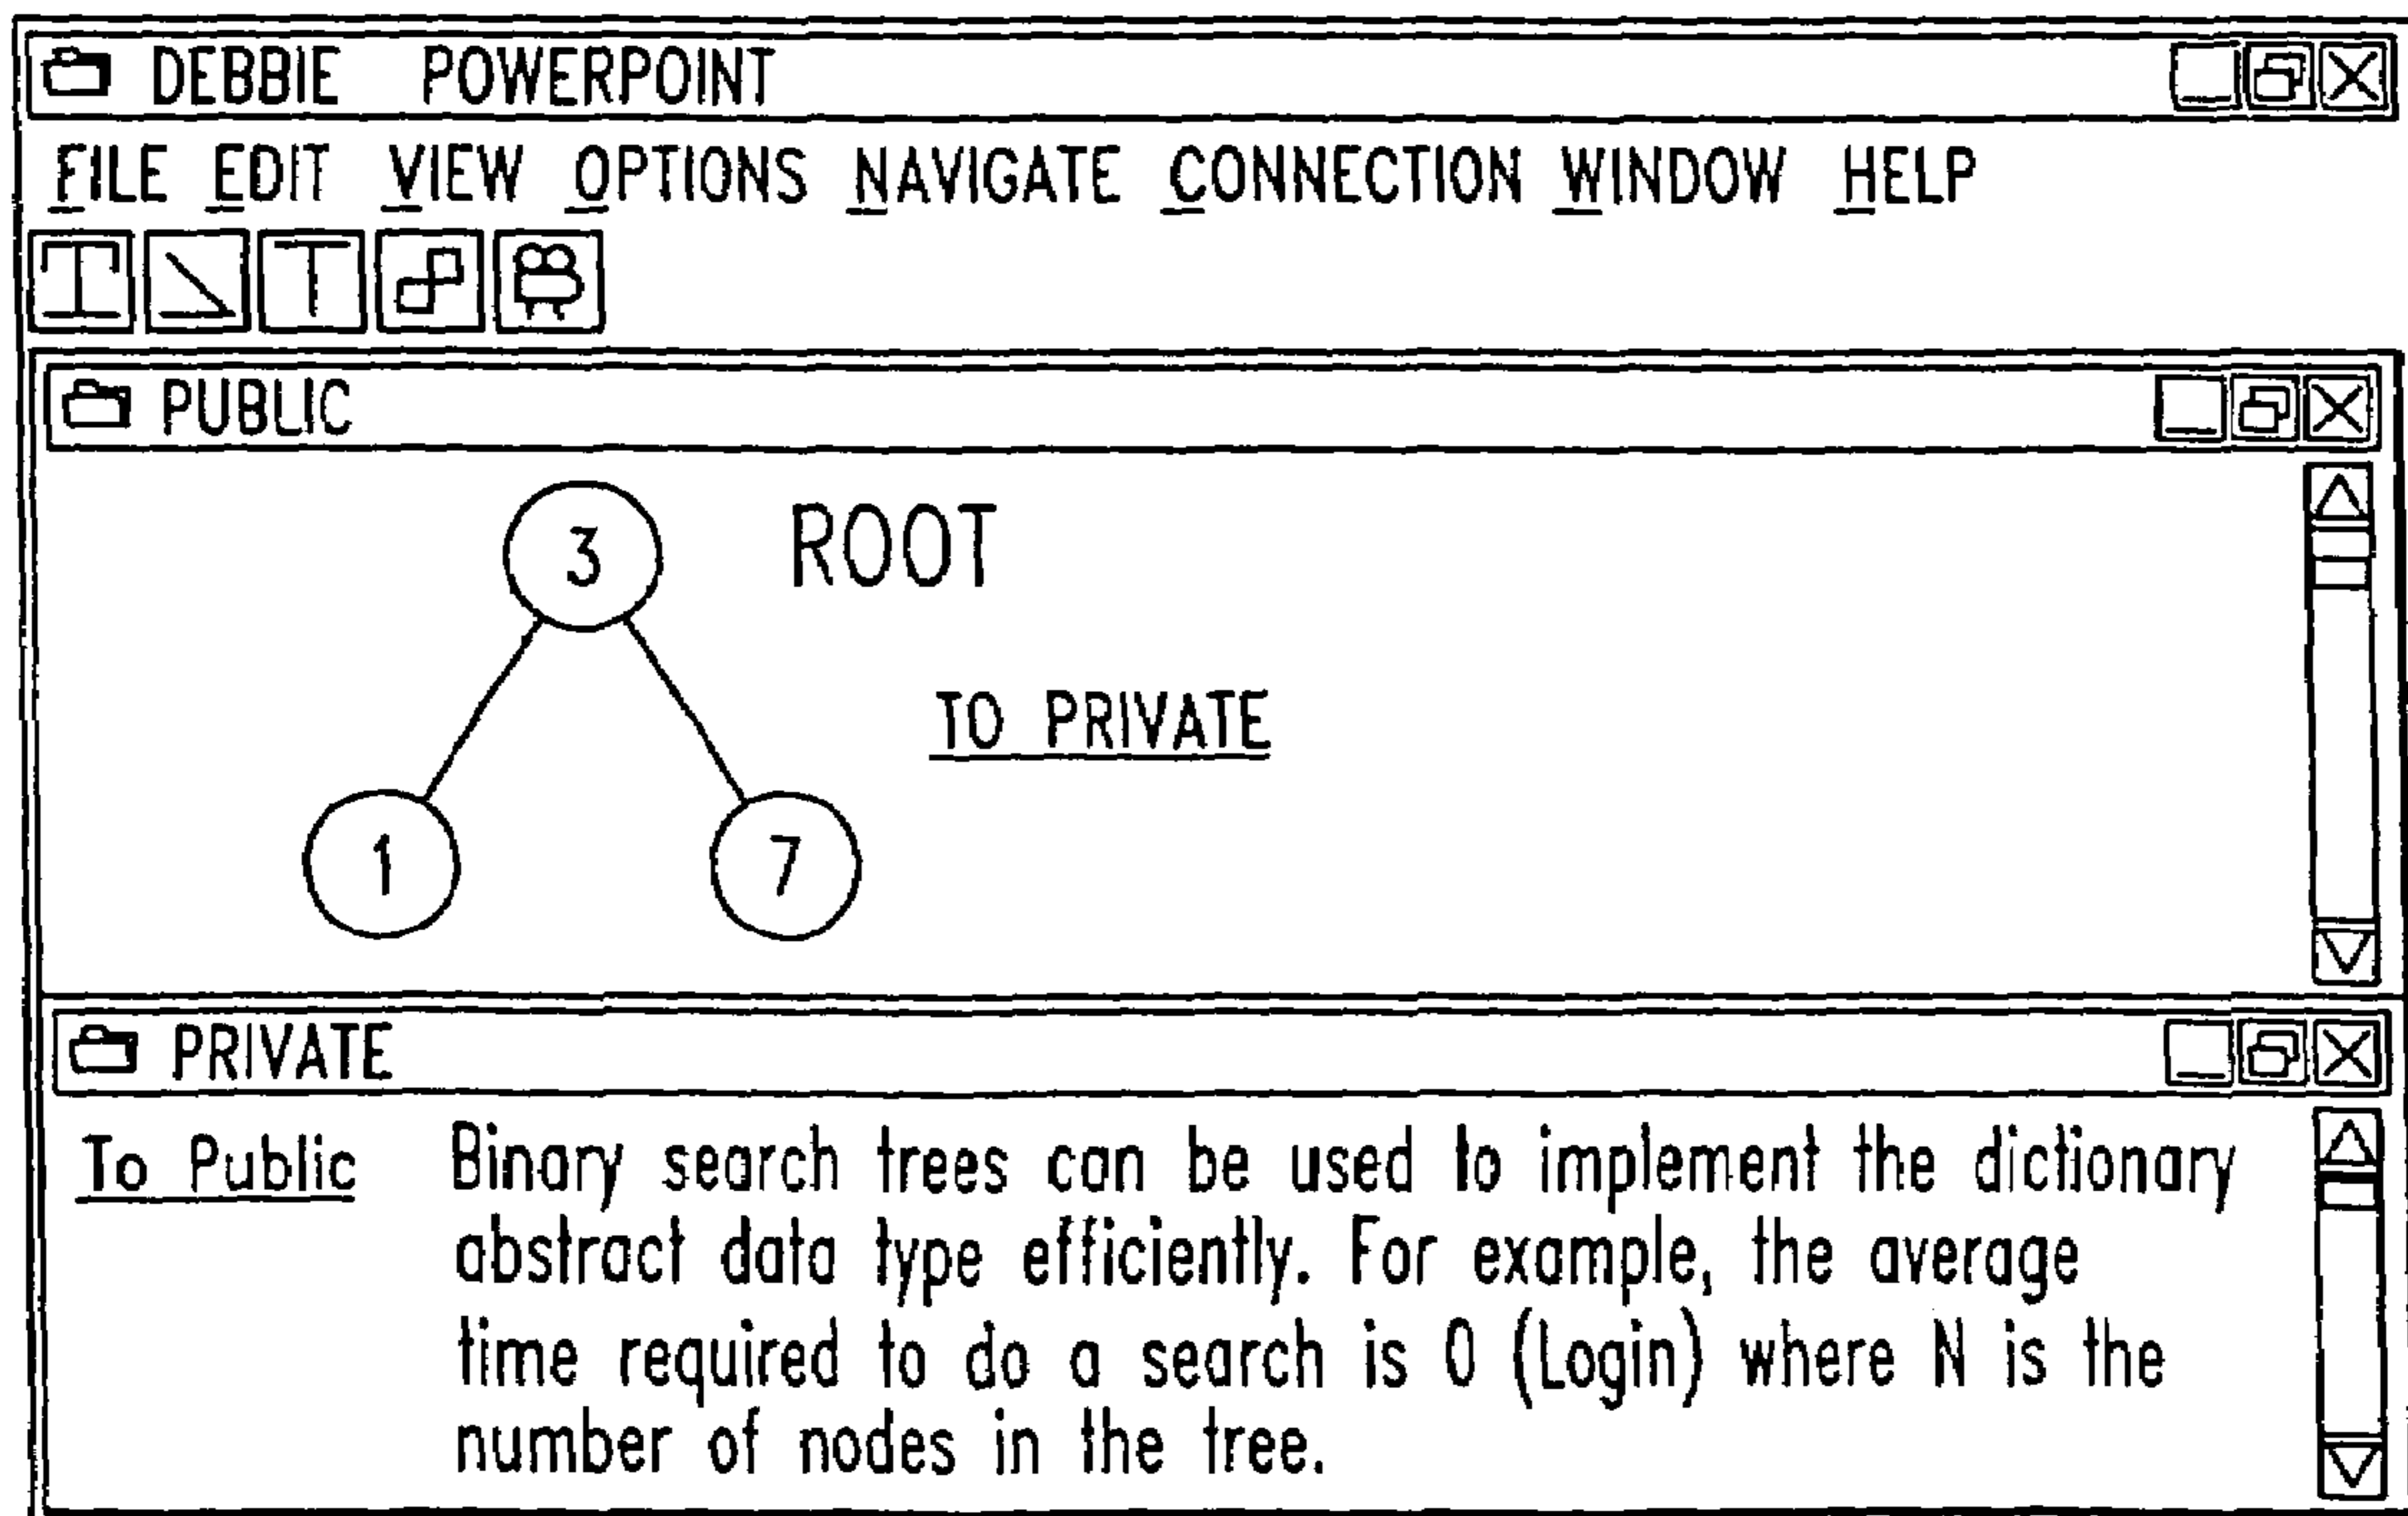 DEBBIE POWERPOINT
FILE EDIT VIEW OPTIONS NAVIGATE CONNECTION WINDOW HELP
T
PUBLIC
3 ROOT
TO PRIVATE
1 7
PRIVATE
To Public Binary search trees can be used to implement the dictionary
abstract data type efficiently. For example, the average
time required to do a search is O (Login) where N is the
number of nodes in the tree.